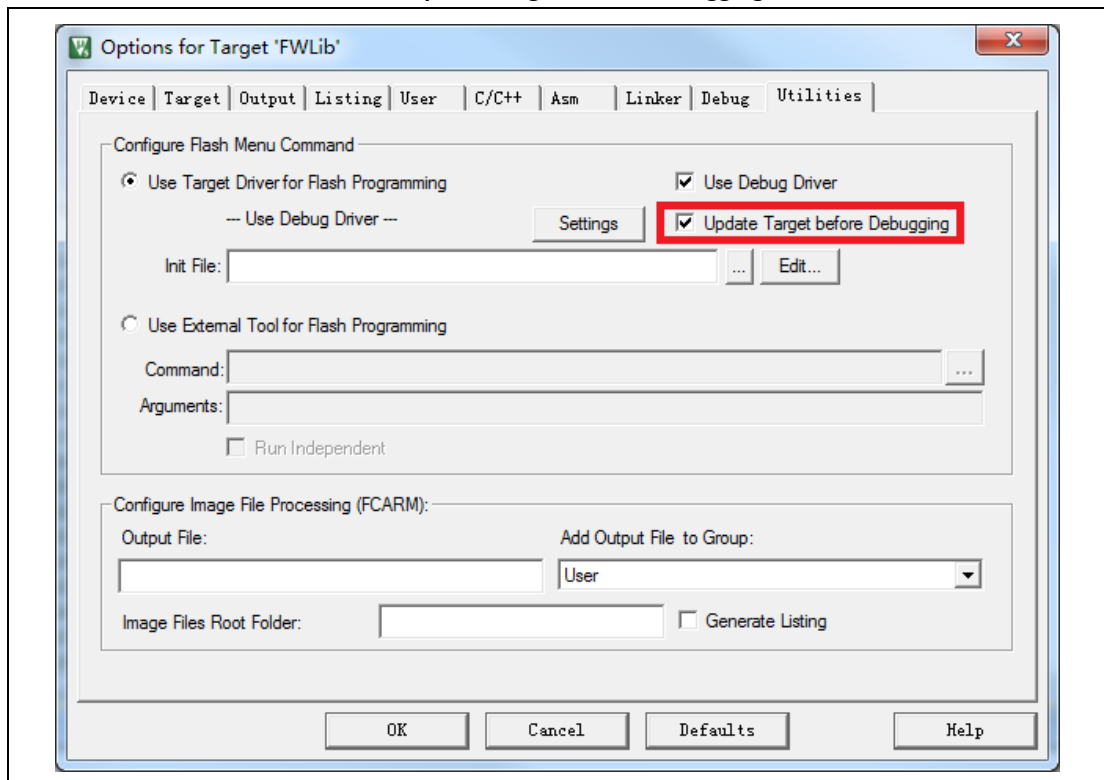 Options for Target 'FWLib'
Device Target Output Listing User C/C++ Asm Linker Debug Utilities
Configure Flash Menu Command
Use Target Driver for Flash Programming Use Debug Driver
--- Use Debug Driver --- Settings Update Target before Debugging
Init File: ... Edit...
Use External Tool for Flash Programming
Command: ...
Arguments:
Run Independent
Configure Image File Processing (FCARM):
Output File: Add Output File to Group:
User
Image Files Root Folder: Generate Listing
OK Cancel Defaults Help